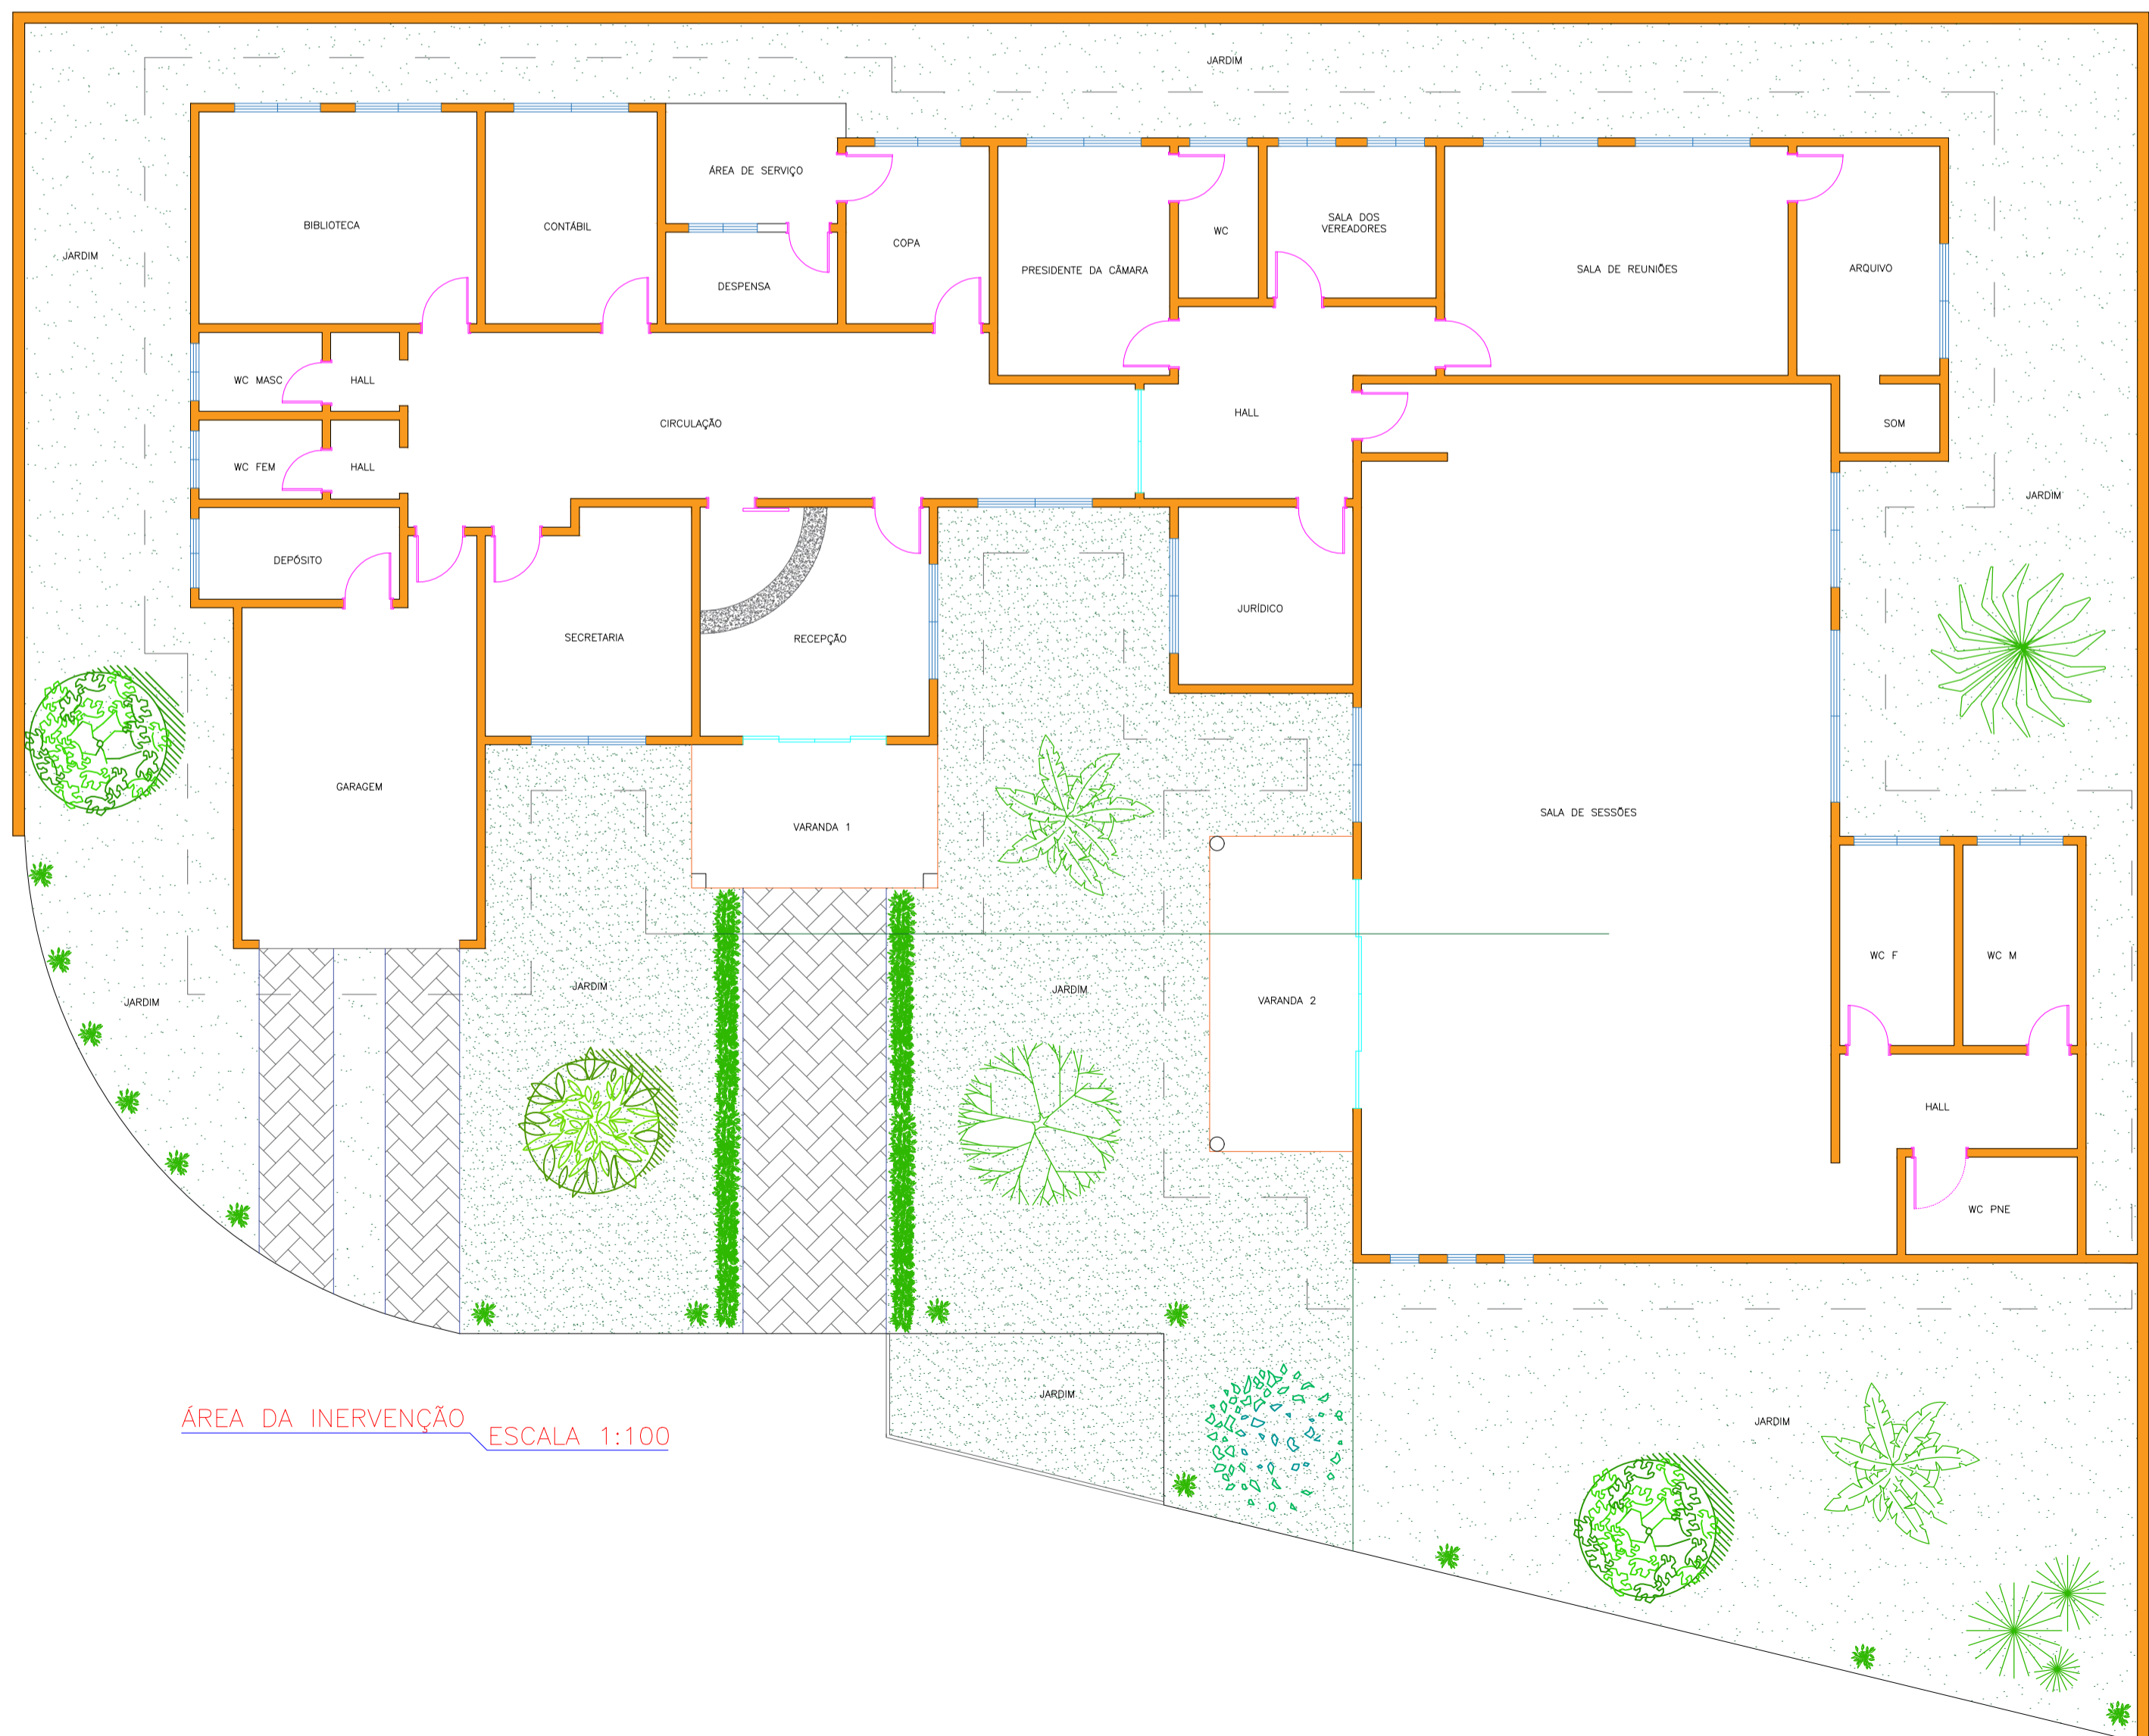 JARDIM
ÁREA DE SERVIÇO
BIBLIOTECA
CONTÁBIL
SALA DOS
VEREADORES
WC
COPA
JARDIM
PRESIDENTE DA CÂMARA
SALA DE REUNIÕES
ARQUIVO
DESPENSA
WC MASC
HALL
HALL
CIRCULAÇÃO
SOM
WC FEM
HALL
JARDIM
DEPÓSITO
JURÍDICO
SECRETARIA
RECEPÇÃO
GARAGEM
SALA DE SESSÕES
VARANDA 1
WC F
WC M
JARDIM
JARDIM
JARDIM
VARANDA 2
HALL
WC PNE
JARDIM
JARDIM
ÁREA DA INERVENÇÃO
ESCALA 1:100